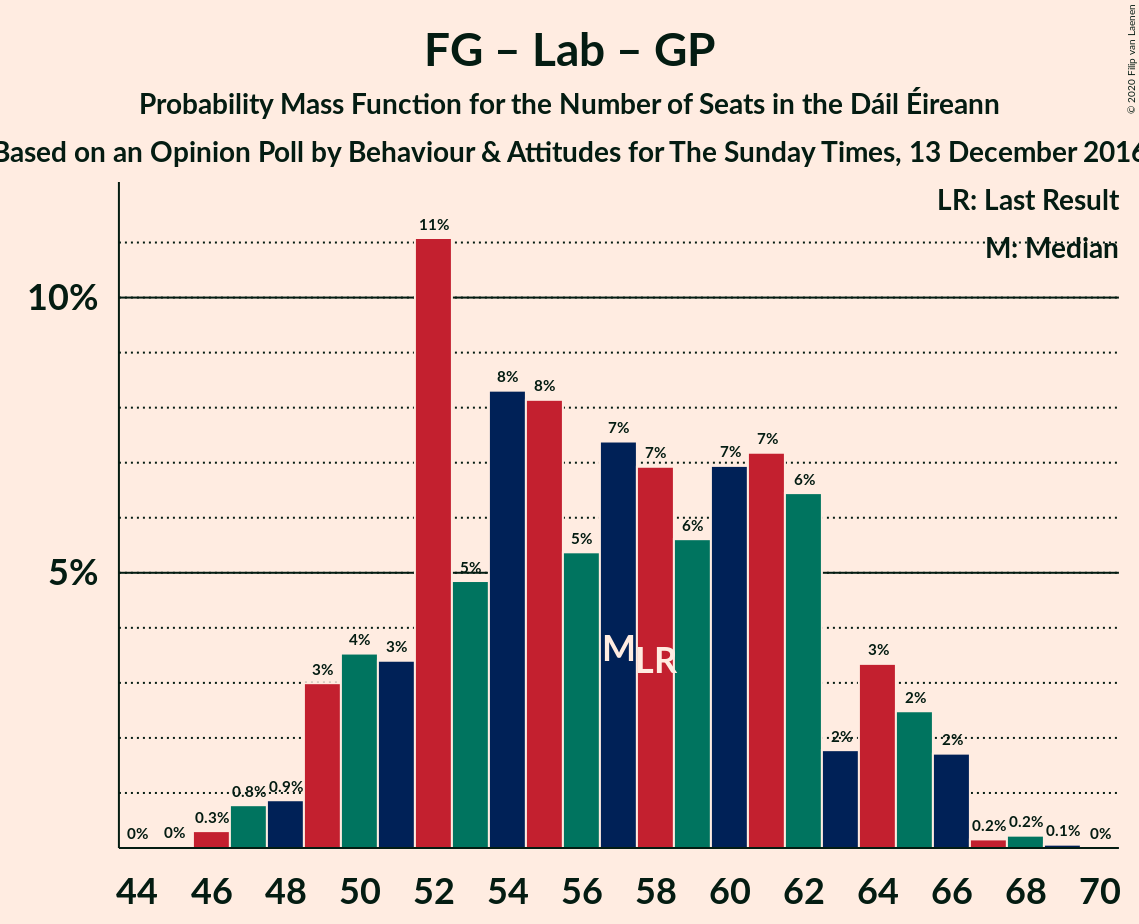 FG – Lab – GP
Probability Mass Function for the Number of Seats in the Dáil Éireann
Based on an Opinion Poll by Behaviour & Attitudes for The Sunday Times, 13 December 2016
© 2020 Filip van Laenen
LR: Last Result
M: Median
10%
5%
0% 0% 0.3% 0.8% 0.9% 3% 4% 3% 11% 5% 8% 8% 5% 7% 7% 6% 7% 7% 6% 2% 3% 2% 2% 0.2% 0.2% 0.1% 0%
M LR
44 46 48 50 52 54 56 58 60 62 64 66 68 70